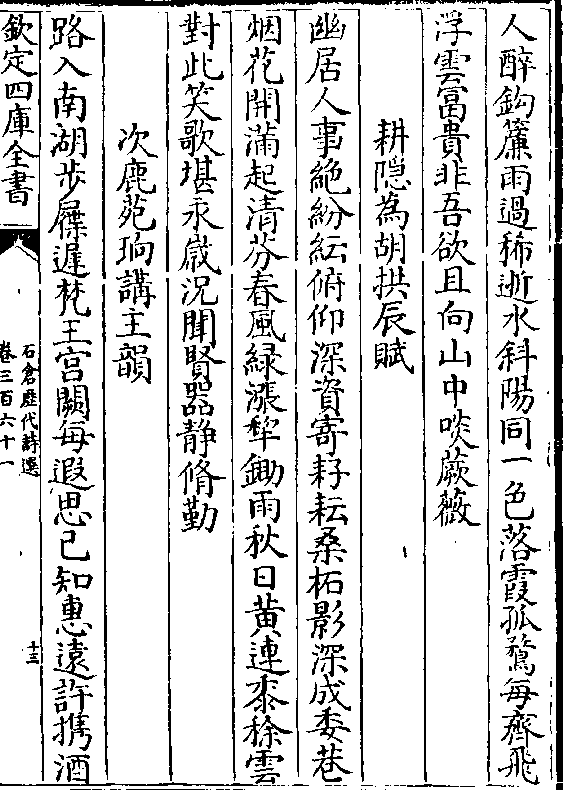 人醉鈎簾雨過稀逝水斜陽同一色落霞孤鶩每齊飛
浮雲富貴非吾欲且向山中啖蕨薇
耕隠為胡拱辰賦
幽居人事絶紛紜俯仰深資寄耔耘桑柘影深成委巷
烟花開滿起清芬春風緑漲犂鋤雨秋日黄連黍稌雲
對此笑歌堪永歳況聞賢器静脩勤
次鹿苑珦講主韻
路入南湖步屧遲梵王宫闕每遐思已知惠遠許携酒
欽定四庫全書
石倉歴代詩選
卷三百六十一
十三